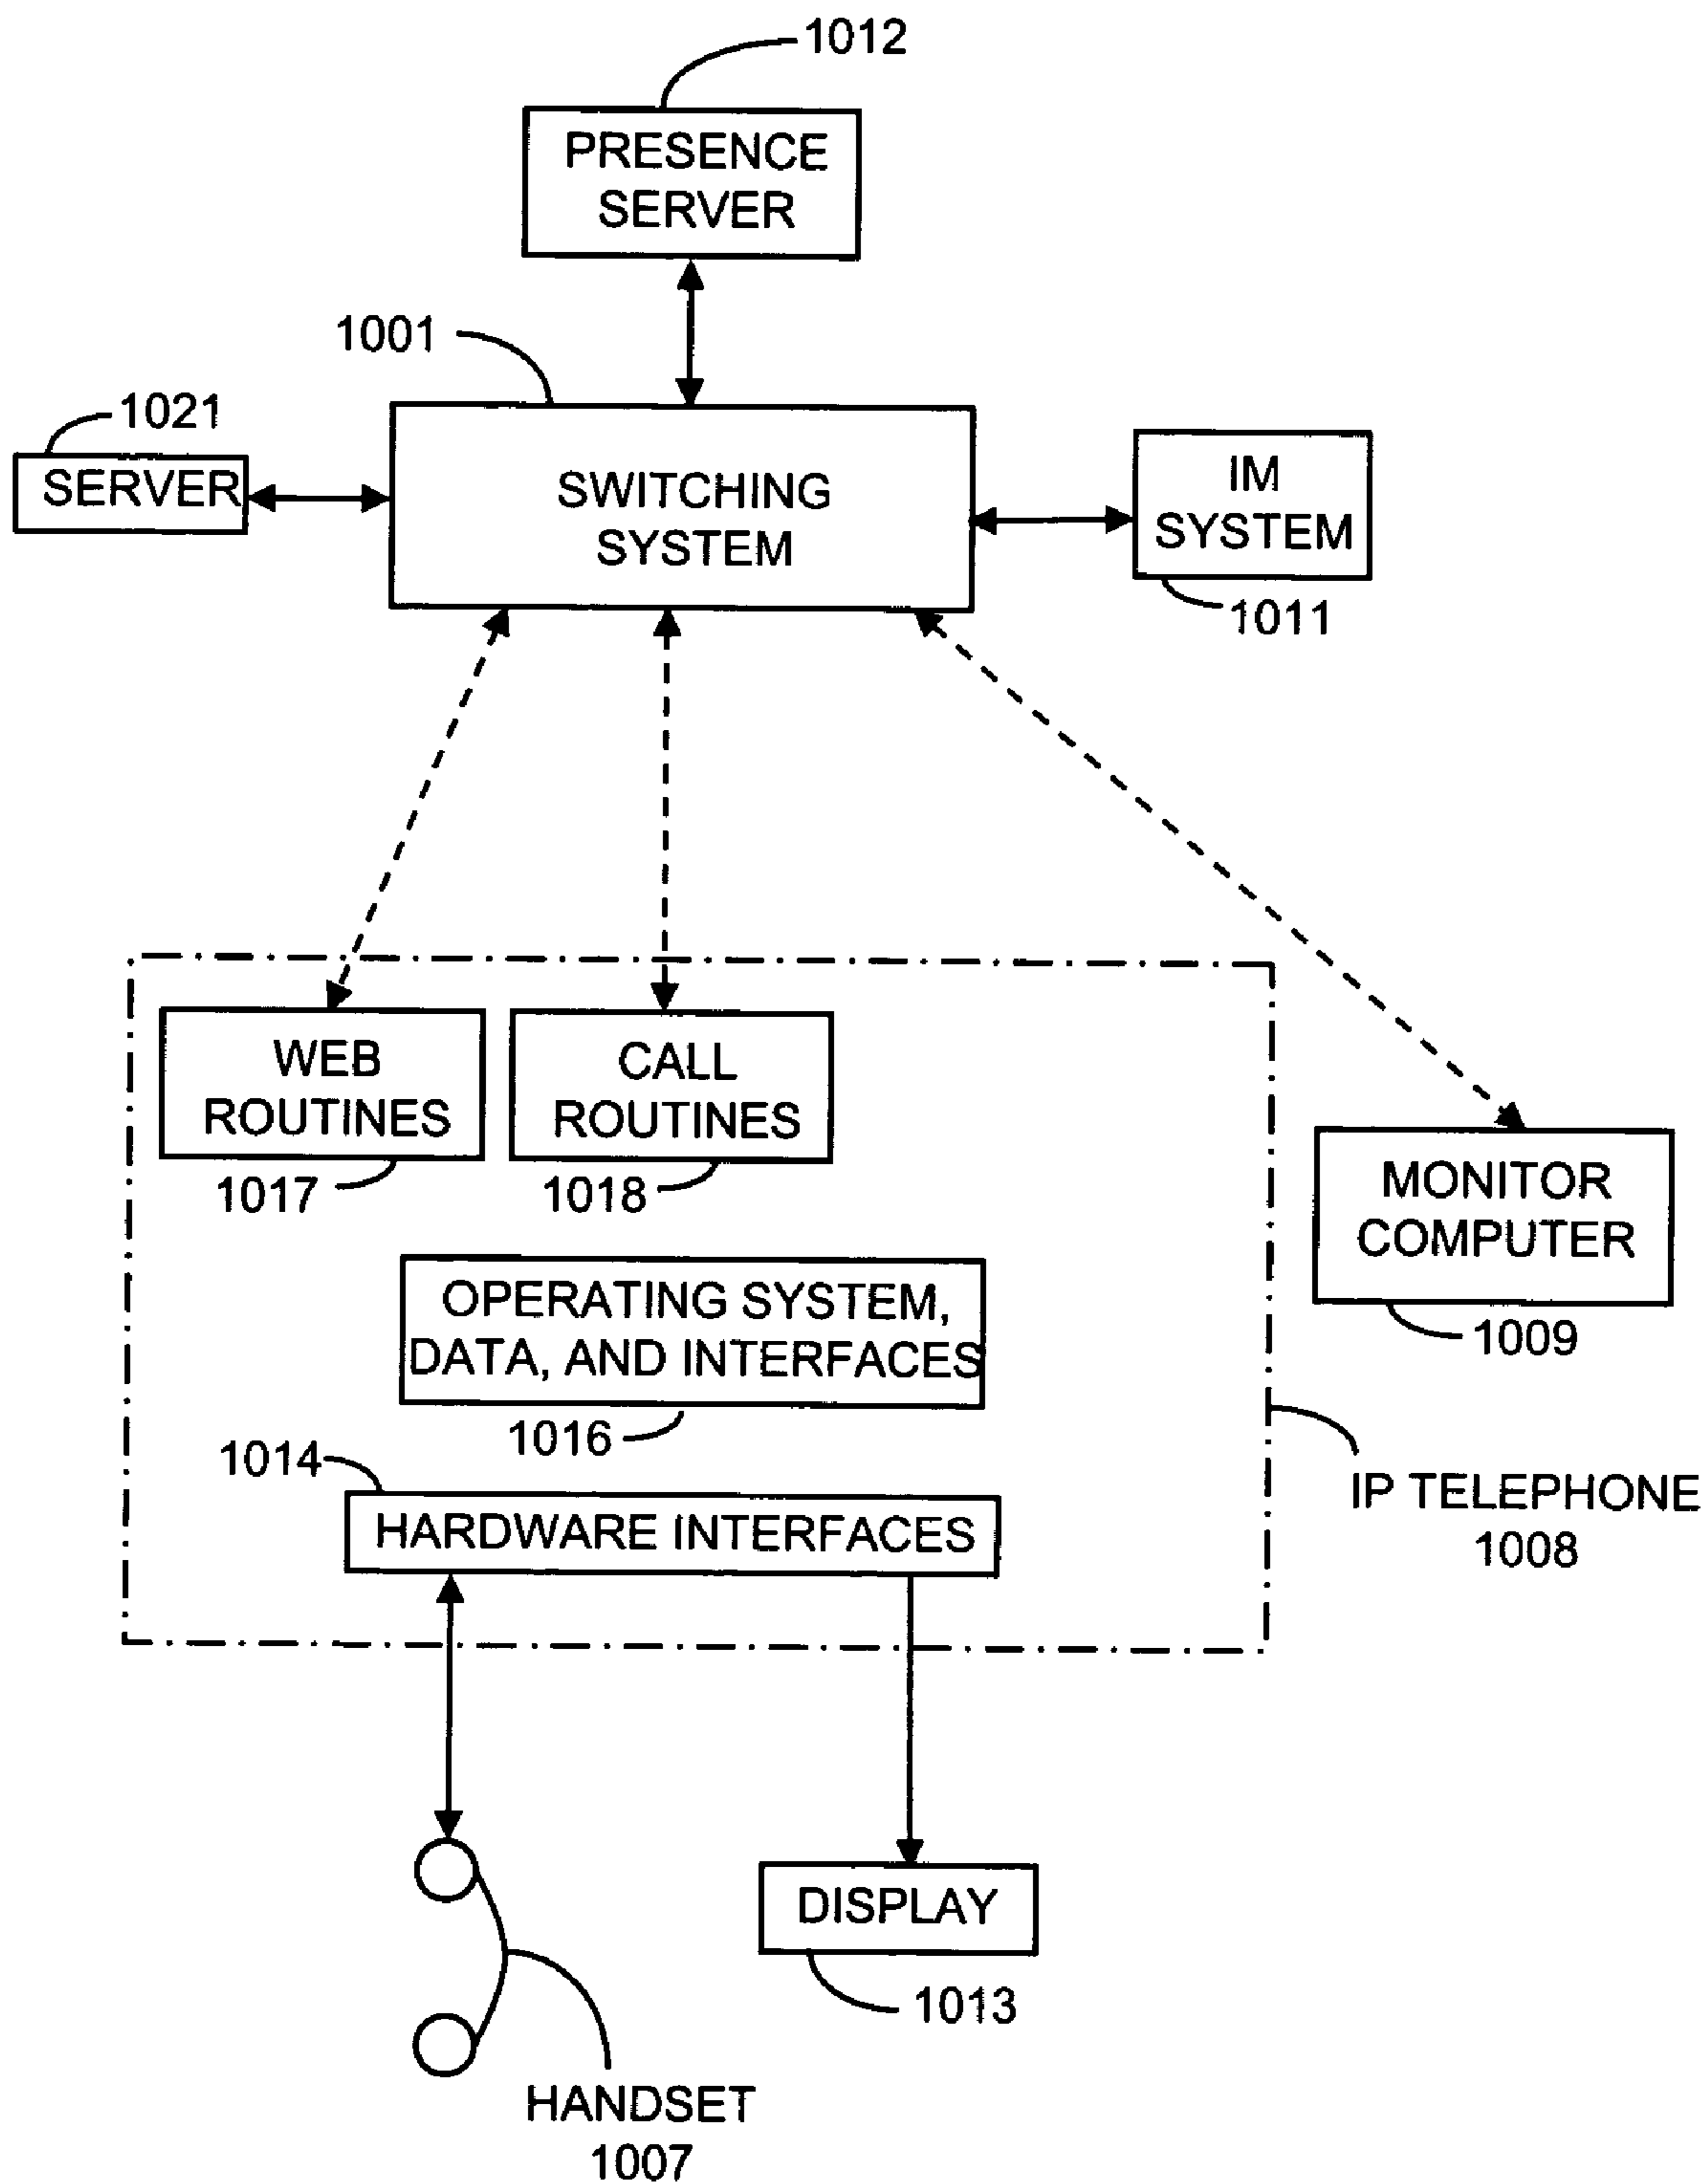 1012
PRESENCE
SERVER
1001
1021
SERVER
SWITCHING
SYSTEM
IM
SYSTEM
1011
WEB
ROUTINES
1017
CALL
ROUTINES
1018
MONITOR
COMPUTER
1009
OPERATING SYSTEM,
DATA, AND INTERFACES
1016
1014
HARDWARE INTERFACES
IP TELEPHONE
1008
DISPLAY
1013
HANDSET
1007